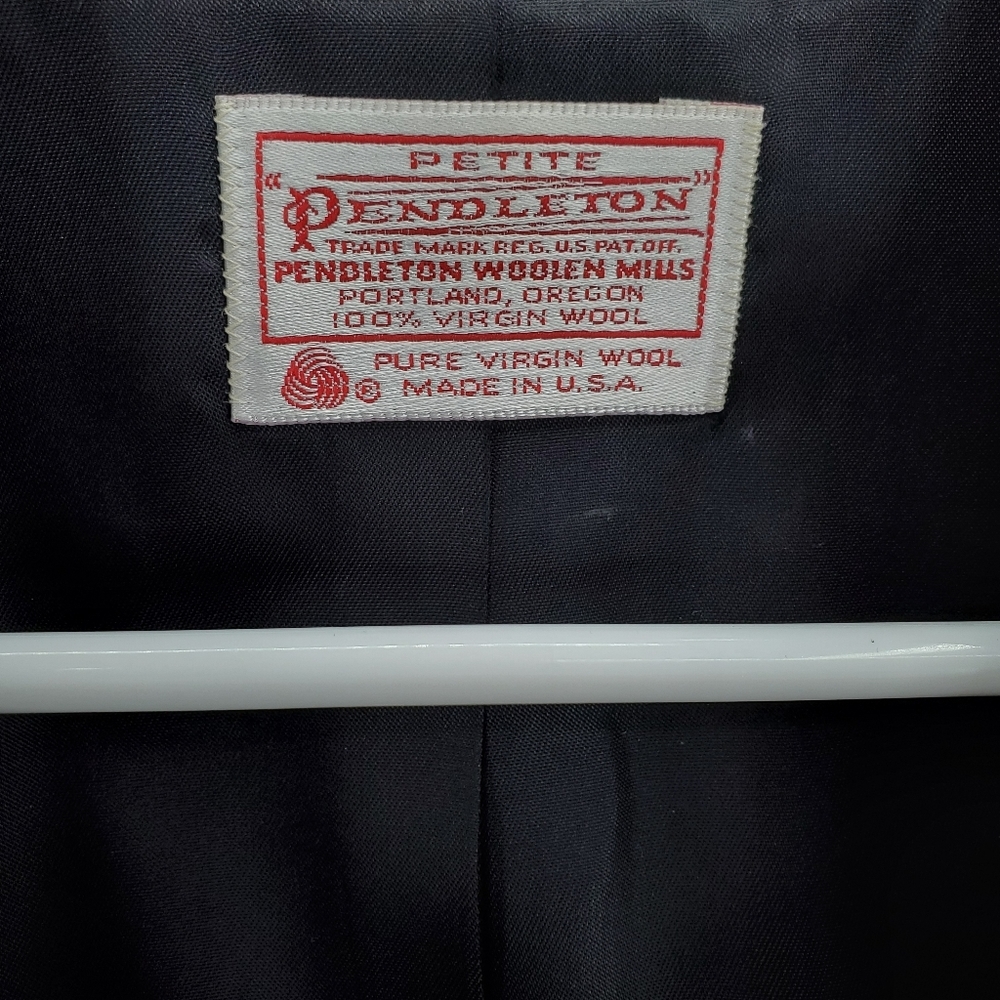 PETITE
"PENDLETON"
TRADE MARK REG. U.S. PAT. OFF.
PENDLETON WOOLEN MILLS
PORTLAND, OREGON
100% VIRGIN WOOL
® PURE VIRGIN WOOL
MADE IN U.S.A.